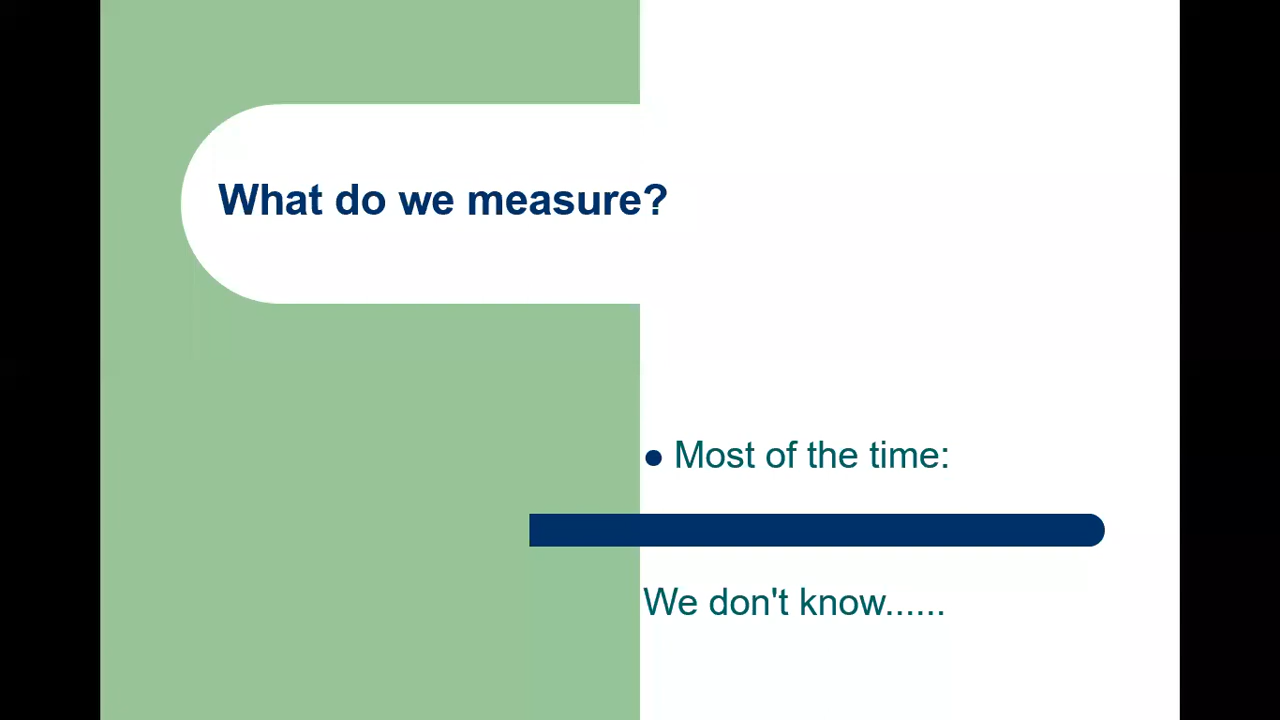 What do we measure?
● Most of the time:
We don't know......